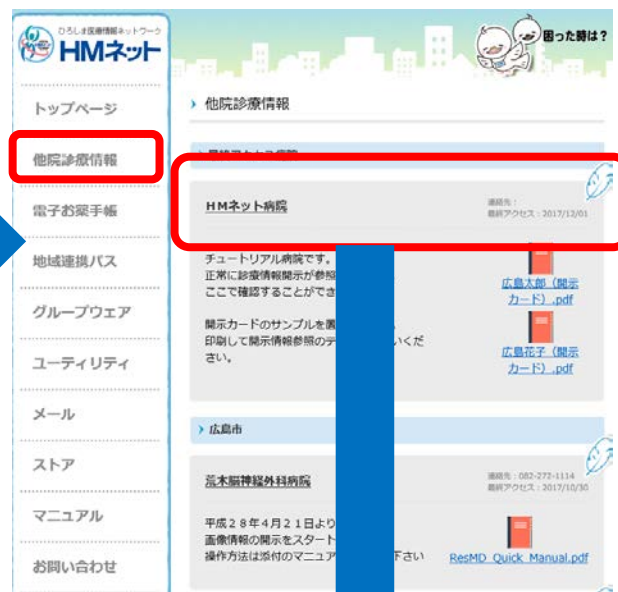 ひろしま医療情報ネットワーク
HMネット
困った時は?
トップページ
他院診療情報
電子お薬手帳
地域連携パス
グループウェア
ユーティリティ
メール
ストア
マニュアル
お問い合わせ
› 他院診療情報
HMネット病院
連絡先:
最終アクセス:2017/12/01
チュートリアル病院です。
正常に診療情報開示が参照
ここで確認することができ
開示カードのサンプルを置
印刷して開示情報参照のテ
いくだ
さい。
広島太郎(開示
カード).pdf
広島花子(開示
カード).pdf
› 広島市
荒木脳神経外科病院
連絡先:082-272-1114
最終アクセス:2017/10/30
平成28年4月21日より
画像情報の開示をスタート
操作方法は添付のマニュア
下さい
ResMD_Quick_Manual.pdf